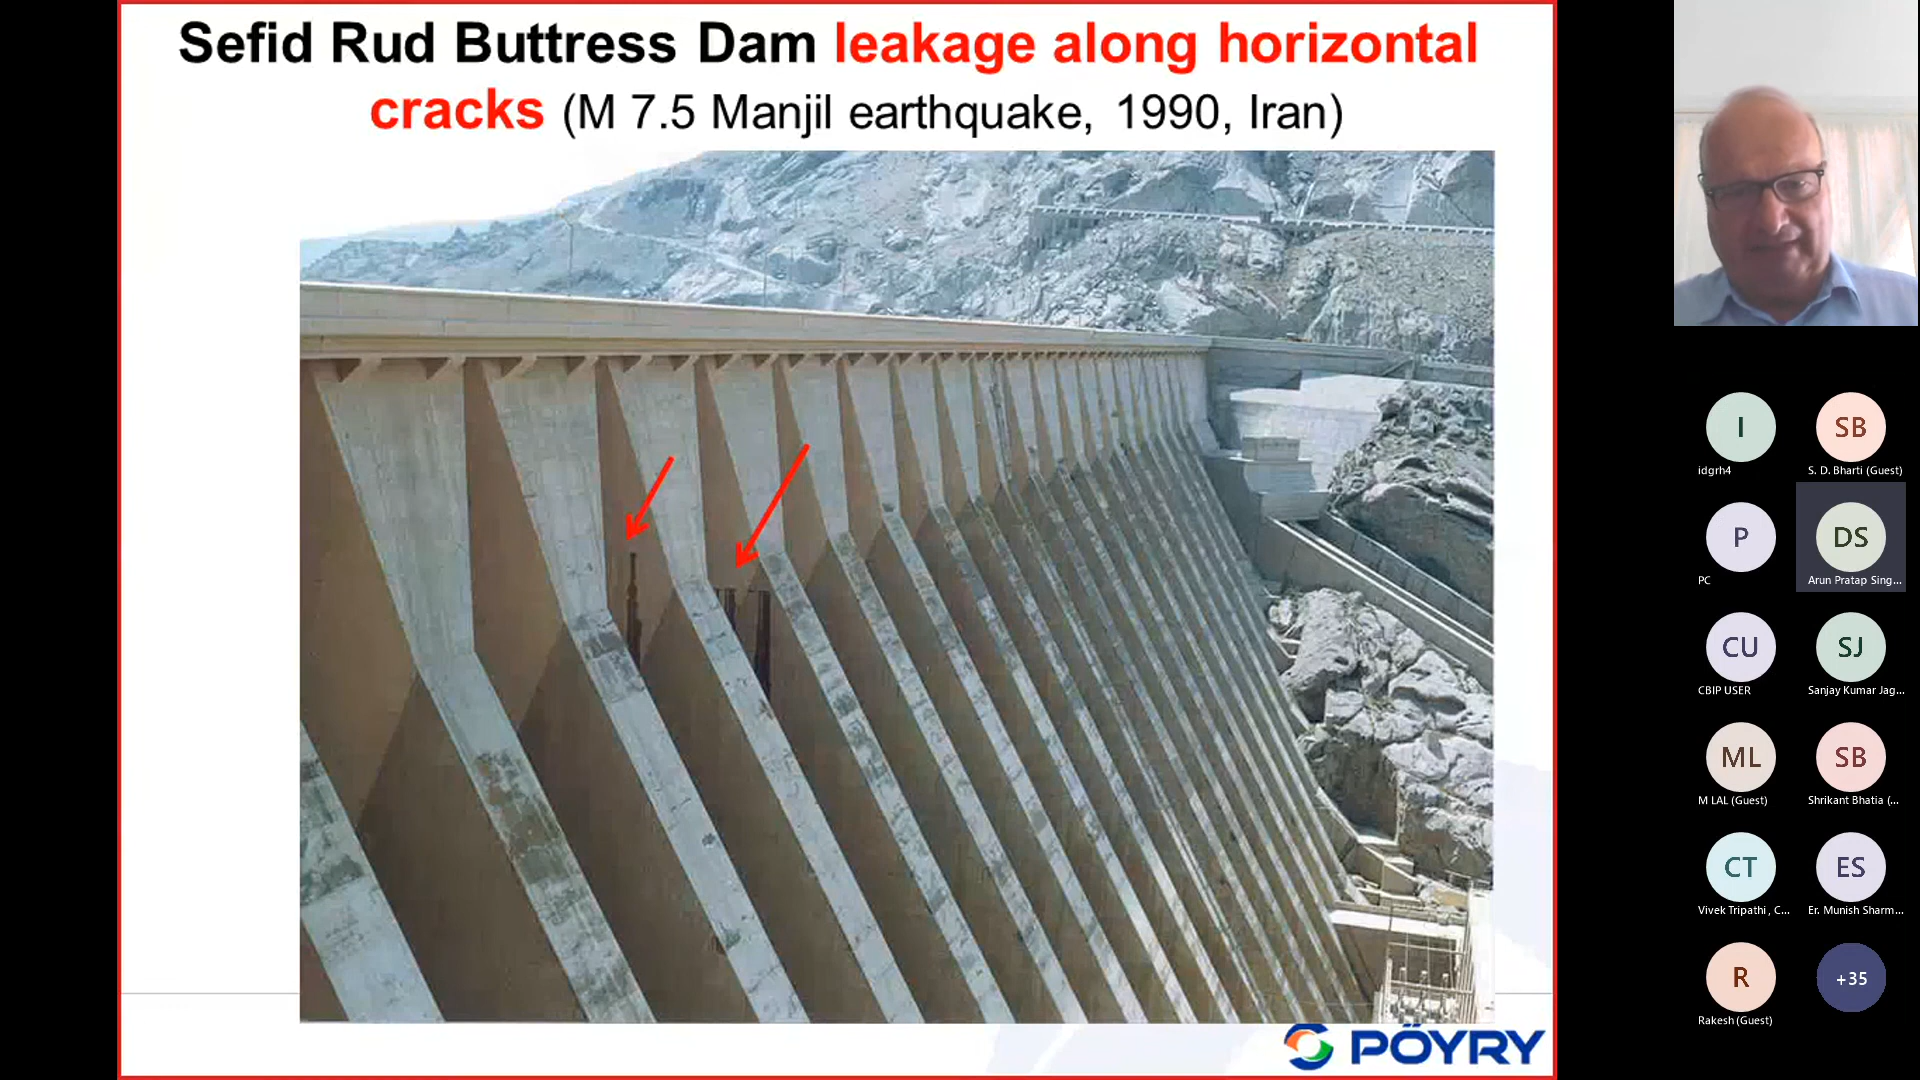 Sefid Rud Buttress Dam leakage along horizontal
cracks (M 7.5 Manjil earthquake, 1990, Iran)
PÖYRY
I
idgrh4
SB
S. D. Bharti (Guest)
P
PC
DS
Arun Pratap Sing...
CU
CBIP USER
SJ
Sanjay Kumar Jag...
ML
M LAL (Guest)
SB
Shrikant Bhatia (...
CT
Vivek Tripathi , C...
ES
Er. Munish Sharm...
R
Rakesh (Guest)
+35